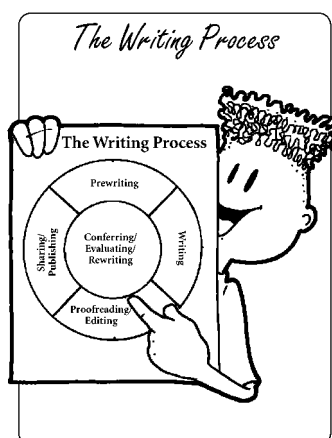 The Writing Process
The Writing Process
Prewriting
Sharing/
Publishing
Conferring/
Evaluating/
Rewriting
Writing
Proofreading/
Editing